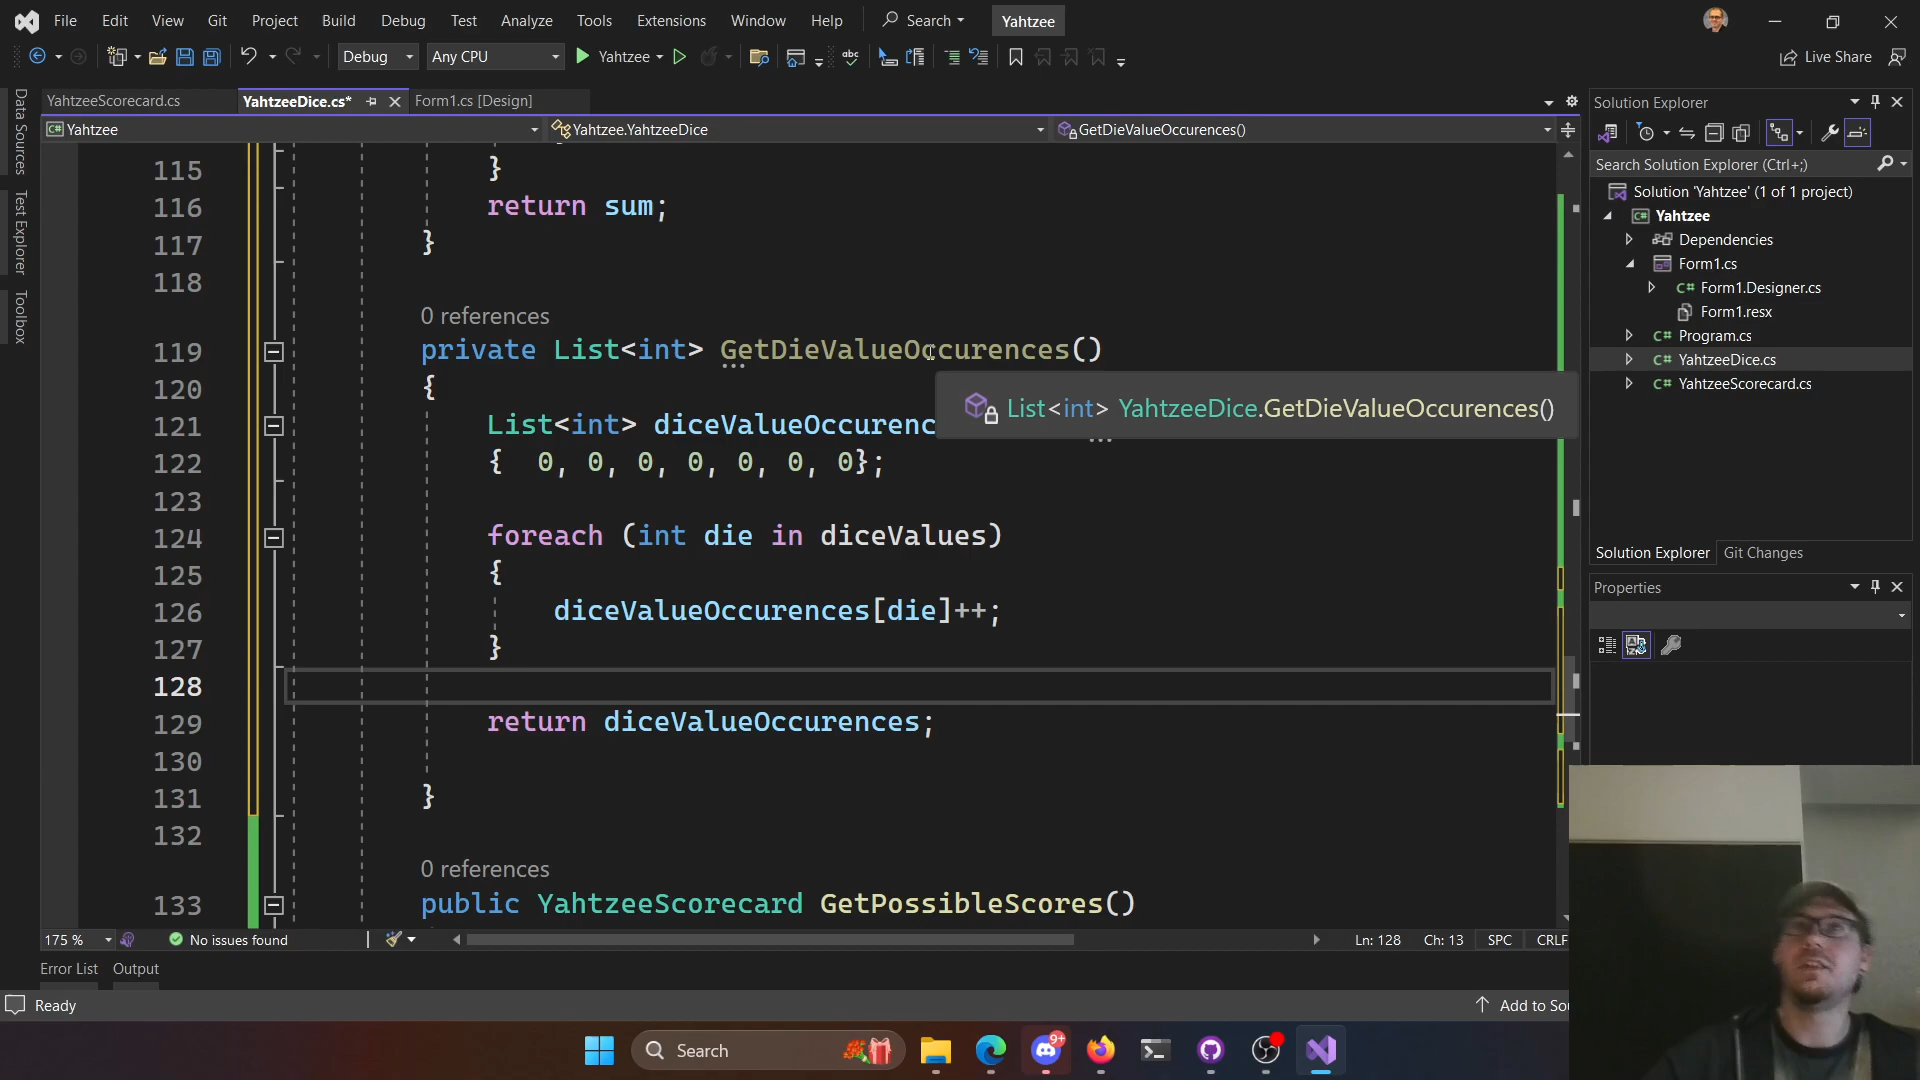 File Edit View Git Project Build Debug Test Analyze Tools Extensions Window Help Search Yahtzee
Debug Any CPU Yahtzee Live Share
YahtzeeScorecard.cs YahtzeeDice.cs* Form1.cs [Design]
Yahtzee Yahtzee.YahtzeeDice GetDieValueOccurences()
Data Sources
Test Explorer
Toolbox
115 }
116 return sum;
117 }
118
0 references
119 private List<int> GetDieValueOccurences()
120 {
List<int> YahtzeeDice.GetDieValueOccurences()
121 List<int> diceValueOccurenc
122 { 0, 0, 0, 0, 0, 0, 0};
123
124 foreach (int die in diceValues)
125 {
126 diceValueOccurences[die]++;
127 }
128
129 return diceValueOccurences;
130
131 }
132
0 references
133 public YahtzeeScorecard GetPossibleScores()
175 % No issues found Ln: 128 Ch: 13 SPC CRLF
Error List Output
Ready Add to Sou
Solution Explorer
Search Solution Explorer (Ctrl+;)
Solution 'Yahtzee' (1 of 1 project)
Yahtzee
Dependencies
Form1.cs
Form1.Designer.cs
Form1.resx
Program.cs
YahtzeeDice.cs
YahtzeeScorecard.cs
Solution Explorer Git Changes
Properties
Search
9+